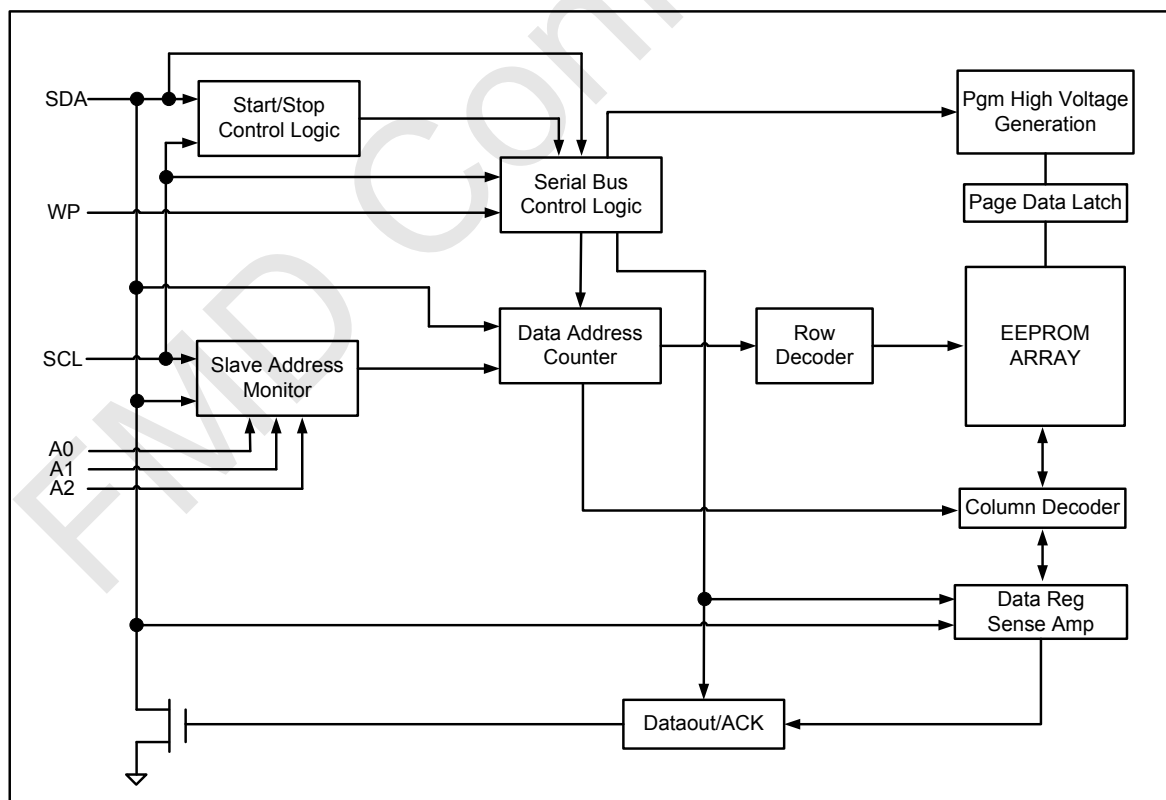 SDA
Start/Stop
Control Logic
Pgm High Voltage
Generation
Serial Bus
Control Logic
WP
Page Data Latch
Data Address
Counter
Row
Decoder
EEPROM
ARRAY
SCL
Slave Address
Monitor
A0
A1
A2
Column Decoder
Data Reg
Sense Amp
Dataout/ACK
FMD Con